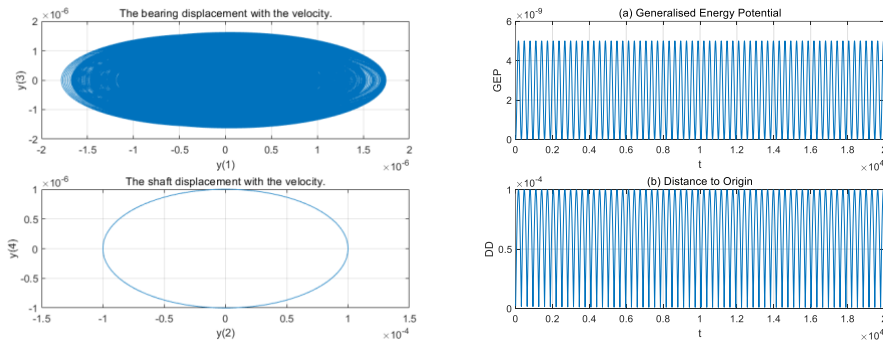 The bearing displacement with the velocity.
×10⁻⁶
2
1
0
-1
-2
y(3)
-2 -1.5 -1 -0.5 0 0.5 1 1.5 2
y(1)
×10⁻⁶
The shaft displacement with the velocity.
×10⁻⁶
1
0.5
0
-0.5
-1
y(4)
-1.5 -1 -0.5 0 0.5 1 1.5
y(2)
×10⁻⁴
(a) Generalised Energy Potential
×10⁻⁹
6
4
2
0
GEP
0 0.2 0.4 0.6 0.8 1 1.2 1.4 1.6 1.8
t
×10
(b) Distance to Origin
×10⁻⁴
1
0.5
0
DD
0 0.2 0.4 0.6 0.8 1 1.2 1.4 1.6 1.8
t
×10